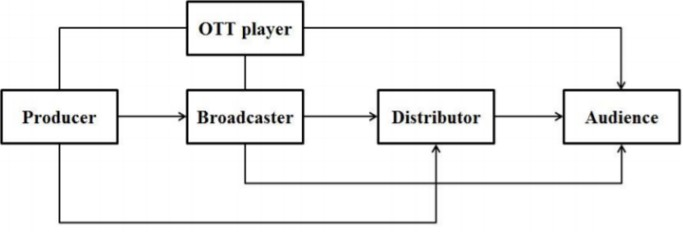 OTT player
Producer
Broadcaster
Distributor
Audience